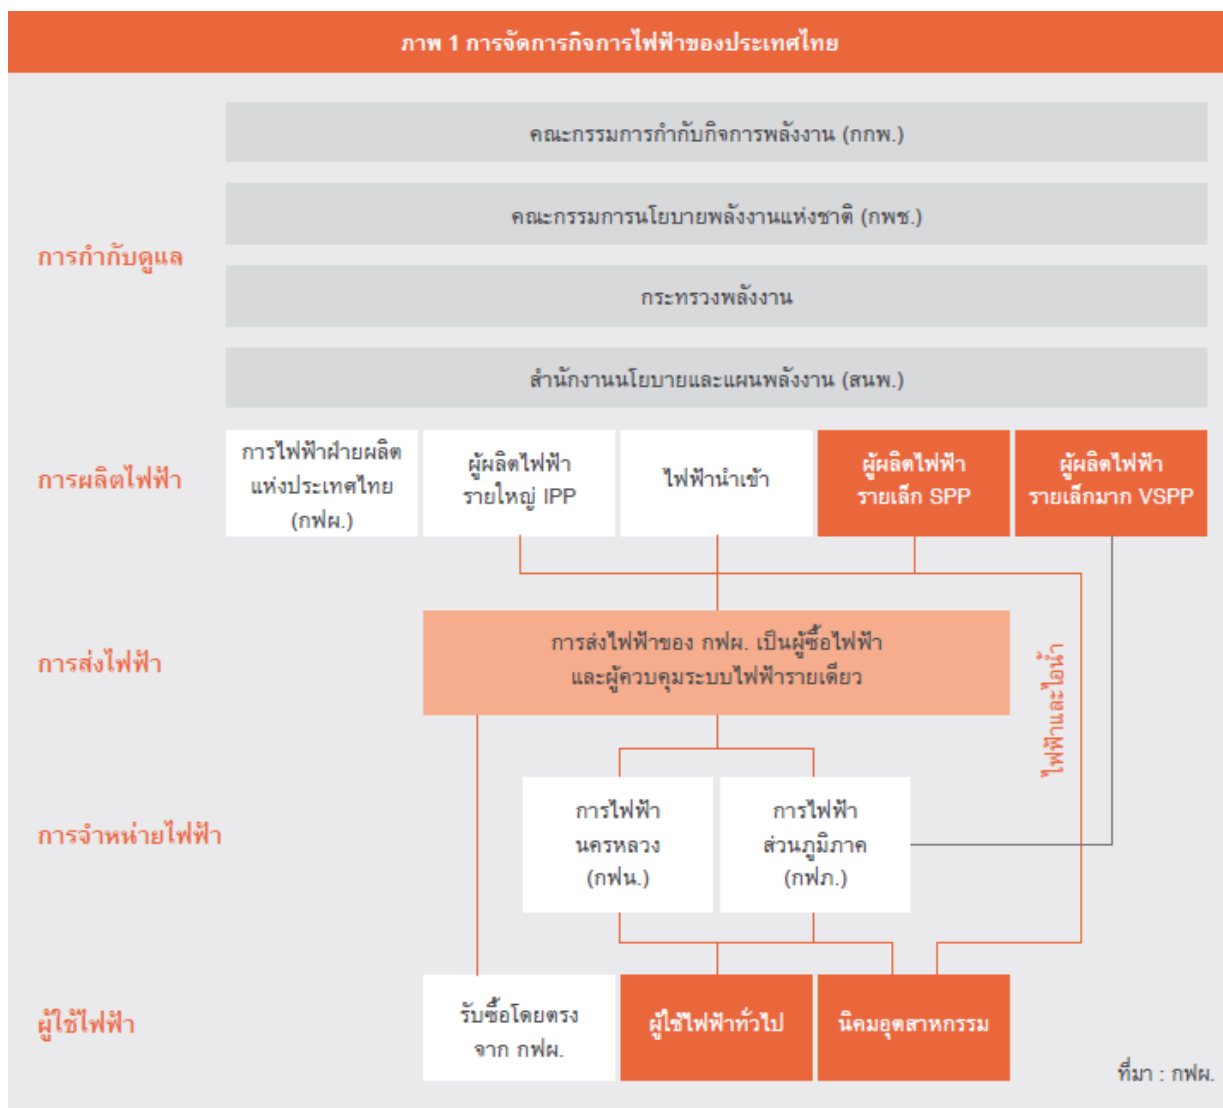 ภาพ 1 การจัดการกิจการไฟฟ้าของประเทศไทย
การกำกับดูแล
คณะกรรมการกำกับกิจการพลังงาน (กกพ.)
คณะกรรมการนโยบายพลังงานแห่งชาติ (กพช.)
กระทรวงพลังงาน
สำนักงานนโยบายและแผนพลังงาน (สนพ.)
การผลิตไฟฟ้า
การไฟฟ้าฝ่ายผลิต
แห่งประเทศไทย
(กฟผ.)
ผู้ผลิตไฟฟ้า
รายใหญ่ IPP
ไฟฟ้านำเข้า
ผู้ผลิตไฟฟ้า
รายเล็ก SPP
ผู้ผลิตไฟฟ้า
รายเล็กมาก VSPP
การส่งไฟฟ้า
การส่งไฟฟ้าของ กฟผ. เป็นผู้ซื้อไฟฟ้า
และผู้ควบคุมระบบไฟฟ้ารายเดียว
ไฟฟ้าและไอน้ำ
การจำหน่ายไฟฟ้า
การไฟฟ้า
นครหลวง
(กฟน.)
การไฟฟ้า
ส่วนภูมิภาค
(กฟภ.)
ผู้ใช้ไฟฟ้า
รับซื้อโดยตรง
จาก กฟผ.
ผู้ใช้ไฟฟ้าทั่วไป
นิคมอุตสาหกรรม
ที่มา : กฟผ.